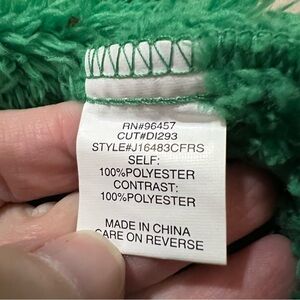 RN#96457
CUT#DI293
STYLE#J16483CFRS
SELF:
100%POLYESTER
CONTRAST:
100%POLYESTER
MADE IN CHINA
CARE ON REVERSE